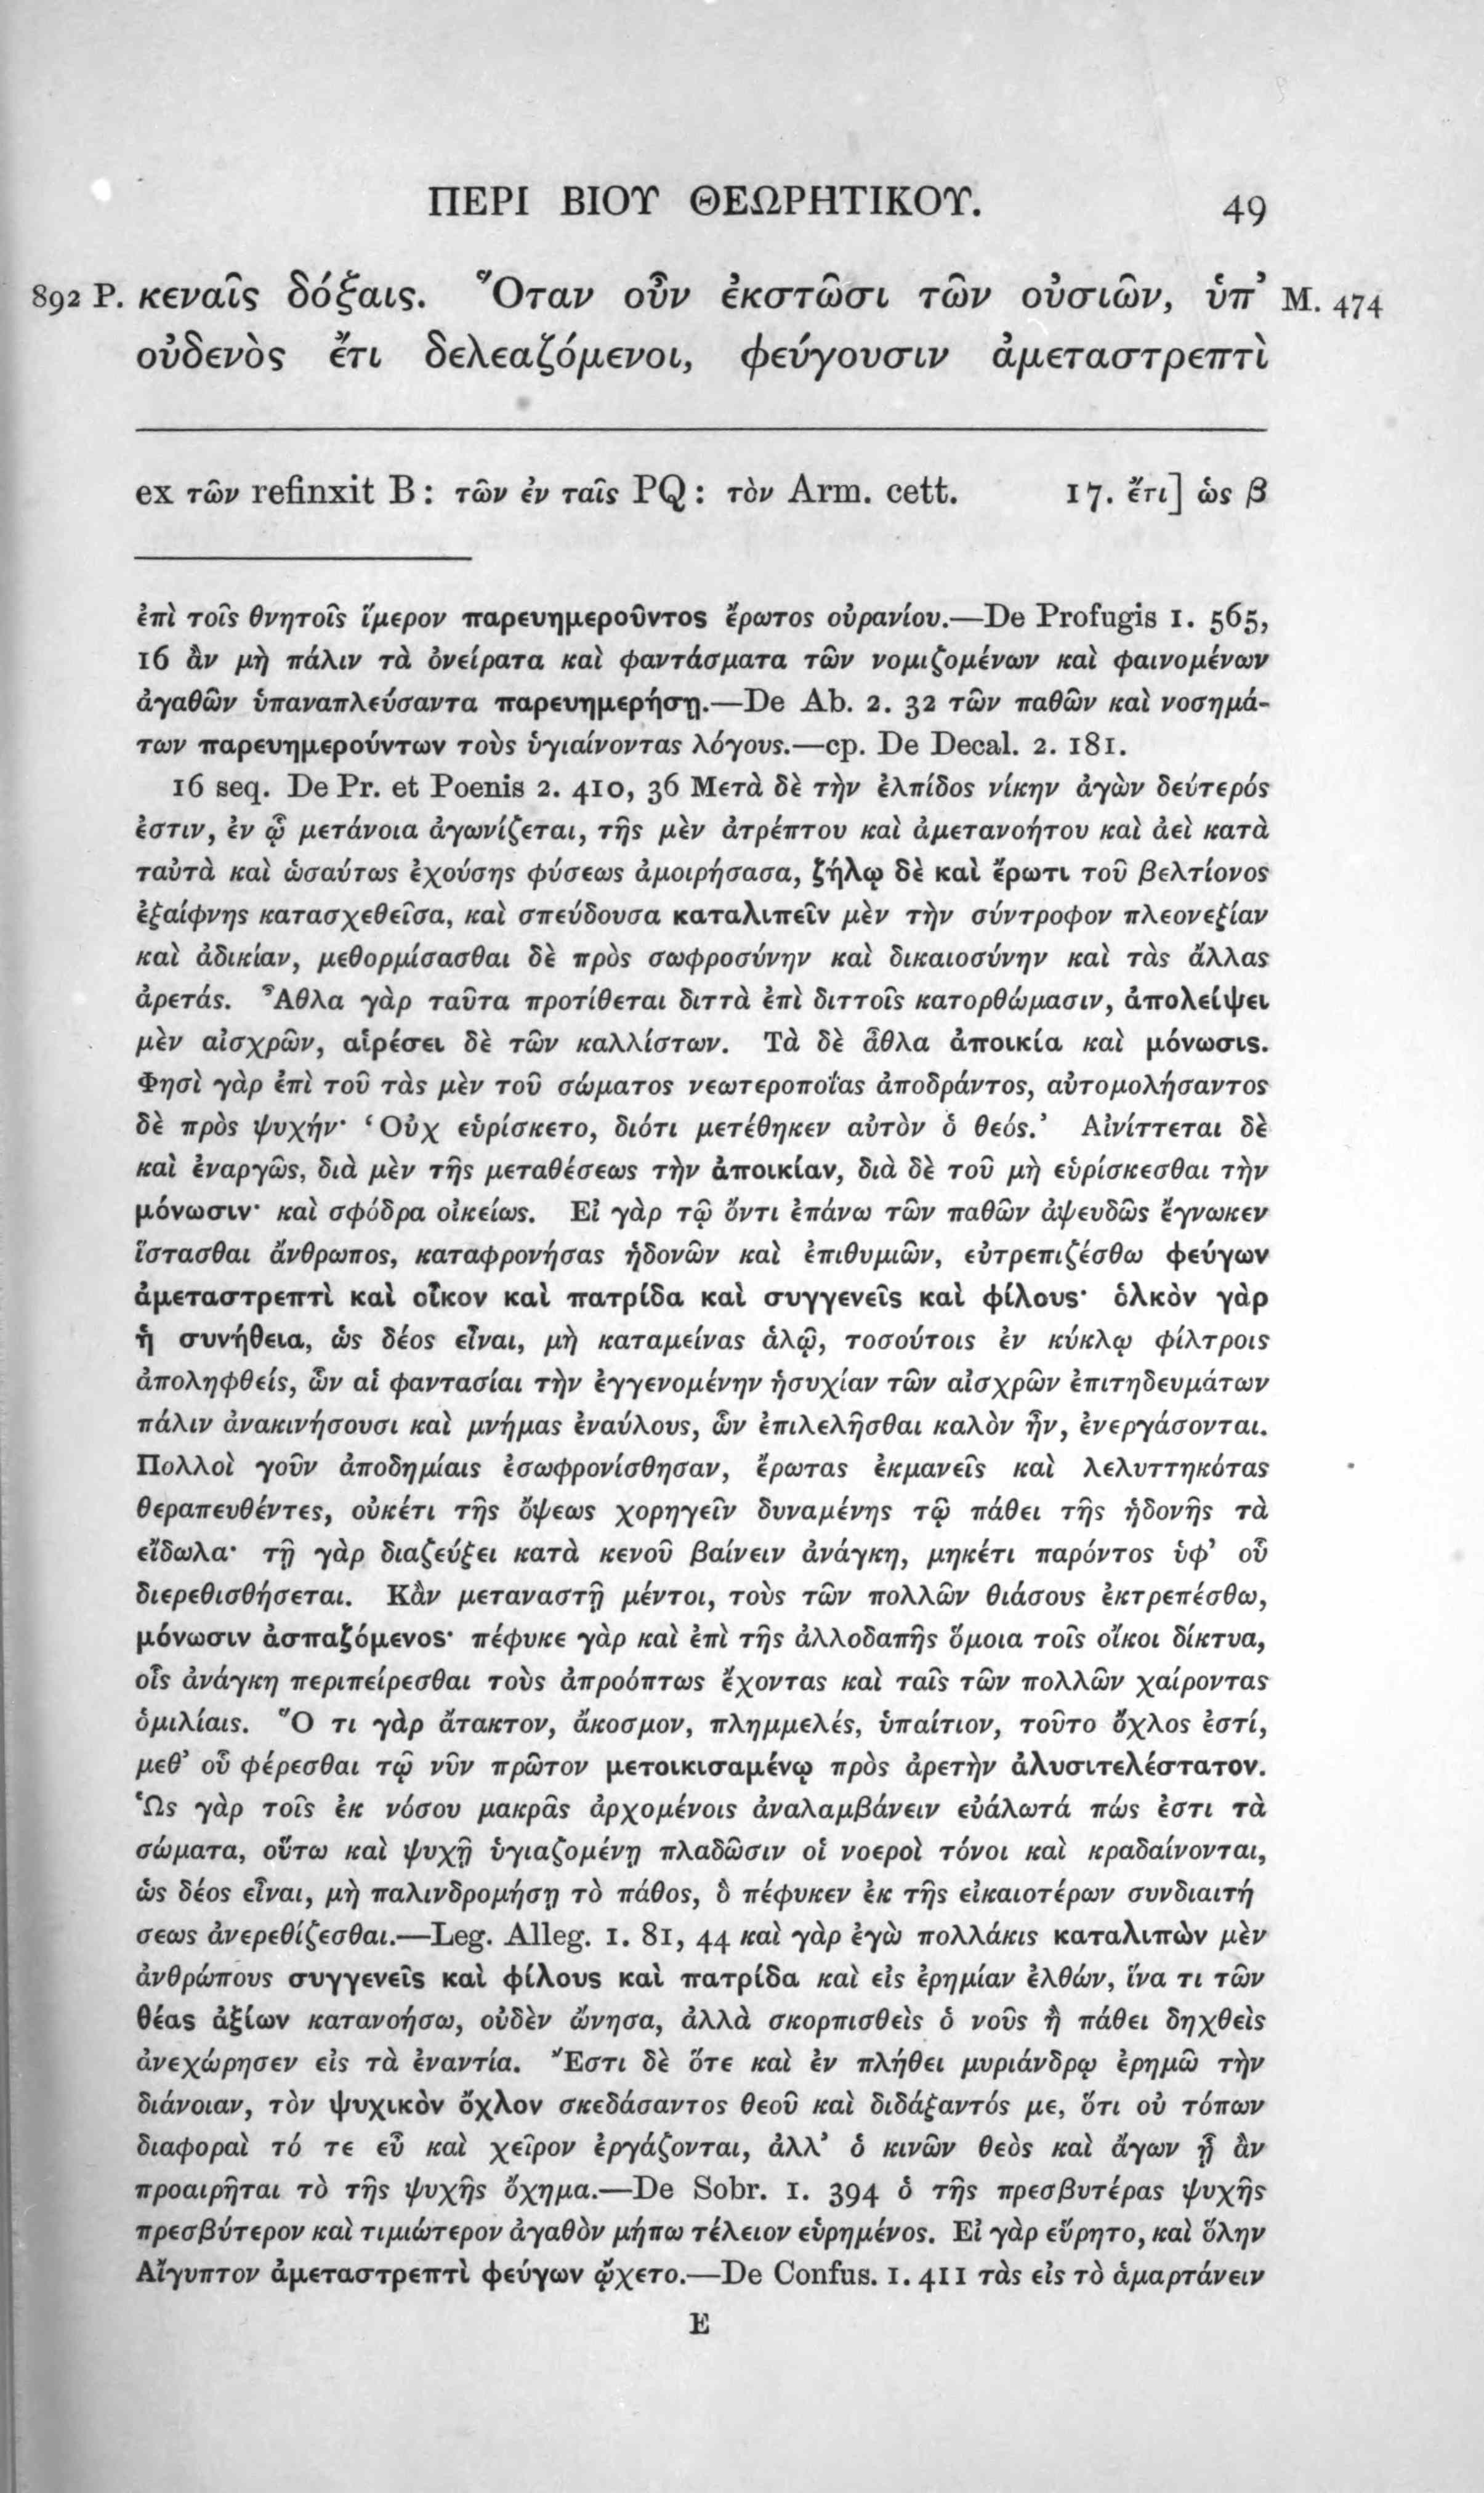 ΠΕΡΙ ΒΙΟΥ ΘΕΩΡΗΤΙΚΟΥ. 49
892 P. κεναῖς δόξαις. Ὅταν οὖν ἐκστῶσι τῶν οὐσιῶν, ὑπ’ M. 474
οὐδενὸς ἔτι δελεαζόμενοι, φεύγουσιν ἀμεταστρεπτὶ
ex τῶν refinxit B: τῶν ἐν ταῖς PQ: τὸν Arm. cett. 17. ἔτι] ὡς β
ἐπὶ τοῖς θνητοῖς ἵμερον παρευημεροῦντος ἔρωτος οὐρανίου.—De Profugis 1. 565,
16 ἂν μὴ πάλιν τὰ ὀνείρατα καὶ φαντάσματα τῶν νομιζομένων καὶ φαινομένων
ἀγαθῶν ὑπαναπλεύσαντα παρευημερήσῃ.—De Ab. 2. 32 τῶν παθῶν καὶ νοσημά-
των παρευημερούντων τοὺς ὑγιαίνοντας λόγους.—cp. De Decal. 2. 181.
16 seq. De Pr. et Poenis 2. 410, 36 Μετὰ δὲ τὴν ἐλπίδος νίκην ἀγὼν δεύτερός
ἐστιν, ἐν ᾧ μετάνοια ἀγωνίζεται, τῆς μὲν ἀτρέπτου καὶ ἀμετανοήτου καὶ ἀεὶ κατὰ
ταὐτὰ καὶ ὡσαύτως ἐχούσης φύσεως ἀμοιρήσασα, ζήλῳ δὲ καὶ ἔρωτι τοῦ βελτίονος
ἐξαίφνης κατασχεθεῖσα, καὶ σπεύδουσα καταλιπεῖν μὲν τὴν σύντροφον πλεονεξίαν
καὶ ἀδικίαν, μεθορμίσασθαι δὲ πρὸς σωφροσύνην καὶ δικαιοσύνην καὶ τὰς ἄλλας
ἀρετάς. Ἆθλα γὰρ ταῦτα προτίθεται διττὰ ἐπὶ διττοῖς κατορθώμασιν, ἀπολείψει
μὲν αἰσχρῶν, αἱρέσει δὲ τῶν καλλίστων. Τὰ δὲ ἆθλα ἀποικία καὶ μόνωσις.
Φησὶ γὰρ ἐπὶ τοῦ τὰς μὲν τοῦ σώματος νεωτεροποΐας ἀποδράντος, αὐτομολήσαντος
δὲ πρὸς ψυχήν· ‘Οὐχ εὑρίσκετο, διότι μετέθηκεν αὐτὸν ὁ θεός.’ Αἰνίττεται δὲ
καὶ ἐναργῶς, διὰ μὲν τῆς μεταθέσεως τὴν ἀποικίαν, διὰ δὲ τοῦ μὴ εὑρίσκεσθαι τὴν
μόνωσιν· καὶ σφόδρα οἰκείως. Εἰ γὰρ τῷ ὄντι ἐπάνω τῶν παθῶν ἀψευδῶς ἔγνωκεν
ἵστασθαι ἄνθρωπος, καταφρονήσας ἡδονῶν καὶ ἐπιθυμιῶν, εὐτρεπιζέσθω φεύγων
ἀμεταστρεπτὶ καὶ οἶκον καὶ πατρίδα καὶ συγγενεῖς καὶ φίλους· ὁλκὸν γὰρ
ἡ συνήθεια, ὡς δέος εἶναι, μὴ καταμείνας ἁλῷ, τοσούτοις ἐν κύκλῳ φίλτροις
ἀποληφθείς, ὧν αἱ φαντασίαι τὴν ἐγγενομένην ἡσυχίαν τῶν αἰσχρῶν ἐπιτηδευμάτων
πάλιν ἀνακινήσουσι καὶ μνήμας ἐναύλους, ὧν ἐπιλελῆσθαι καλὸν ἦν, ἐνεργάσονται.
Πολλοὶ γοῦν ἀποδημίαις ἐσωφρονίσθησαν, ἔρωτας ἐκμανεῖς καὶ λελυττηκότας
θεραπευθέντες, οὐκέτι τῆς ὄψεως χορηγεῖν δυναμένης τῷ πάθει τῆς ἡδονῆς τὰ
εἴδωλα· τῇ γὰρ διαζεύξει κατὰ κενοῦ βαίνειν ἀνάγκη, μηκέτι παρόντος ὑφ’ οὗ
διερεθισθήσεται. Κἂν μεταναστῇ μέντοι, τοὺς τῶν πολλῶν θιάσους ἐκτρεπέσθω,
μόνωσιν ἀσπαζόμενος· πέφυκε γὰρ καὶ ἐπὶ τῆς ἀλλοδαπῆς ὅμοια τοῖς οἴκοι δίκτυα,
οἷς ἀνάγκη περιπείρεσθαι τοὺς ἀπροόπτως ἔχοντας καὶ ταῖς τῶν πολλῶν χαίροντας
ὁμιλίαις. Ὅ τι γὰρ ἄτακτον, ἄκοσμον, πλημμελές, ὑπαίτιον, τοῦτο ὄχλος ἐστί,
μεθ’ οὗ φέρεσθαι τῷ νῦν πρῶτον μετοικισαμένῳ πρὸς ἀρετὴν ἀλυσιτελέστατον.
Ὡς γὰρ τοῖς ἐκ νόσου μακρᾶς ἀρχομένοις ἀναλαμβάνειν εὐάλωτά πώς ἐστι τὰ
σώματα, οὕτω καὶ ψυχῇ ὑγιαζομένῃ πλαδῶσιν οἱ νοεροὶ τόνοι καὶ κραδαίνονται,
ὡς δέος εἶναι, μὴ παλινδρομήσῃ τὸ πάθος, ὃ πέφυκεν ἐκ τῆς εἰκαιοτέρων συνδιαιτή
σεως ἀνερεθίζεσθαι.—Leg. Alleg. 1. 81, 44 καὶ γὰρ ἐγὼ πολλάκις καταλιπὼν μὲν
ἀνθρώπους συγγενεῖς καὶ φίλους καὶ πατρίδα καὶ εἰς ἐρημίαν ἐλθών, ἵνα τι τῶν
θέας ἀξίων κατανοήσω, οὐδὲν ὤνησα, ἀλλὰ σκορπισθεὶς ὁ νοῦς ἢ πάθει δηχθεὶς
ἀνεχώρησεν εἰς τὰ ἐναντία. Ἔστι δὲ ὅτε καὶ ἐν πλήθει μυριάνδρῳ ἐρημῶ τὴν
διάνοιαν, τὸν ψυχικὸν ὄχλον σκεδάσαντος θεοῦ καὶ διδάξαντός με, ὅτι οὐ τόπων
διαφοραὶ τό τε εὖ καὶ χεῖρον ἐργάζονται, ἀλλ’ ὁ κινῶν θεὸς καὶ ἄγων ᾗ ἂν
προαιρῆται τὸ τῆς ψυχῆς ὄχημα.—De Sobr. 1. 394 ὁ τῆς πρεσβυτέρας ψυχῆς
πρεσβύτερον καὶ τιμιώτερον ἀγαθὸν μήπω τέλειον εὑρημένος. Εἰ γὰρ εὕρητο, καὶ ὅλην
Αἴγυπτον ἀμεταστρεπτὶ φεύγων ᾤχετο.—De Confus. 1. 411 τὰς εἰς τὸ ἁμαρτάνειν
E